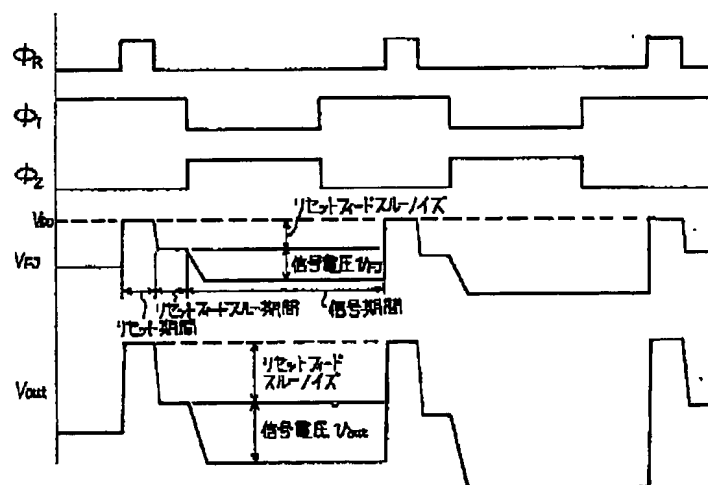 ΦR
Φ1
Φ2
リセットフィードスルーノイズ
VDD
VFJ
信号電圧 VFJ
リセットフィードスルー期間
信号期間
リセット期間
Vout
リセットフィード
スルーノイズ
信号電圧 Vout